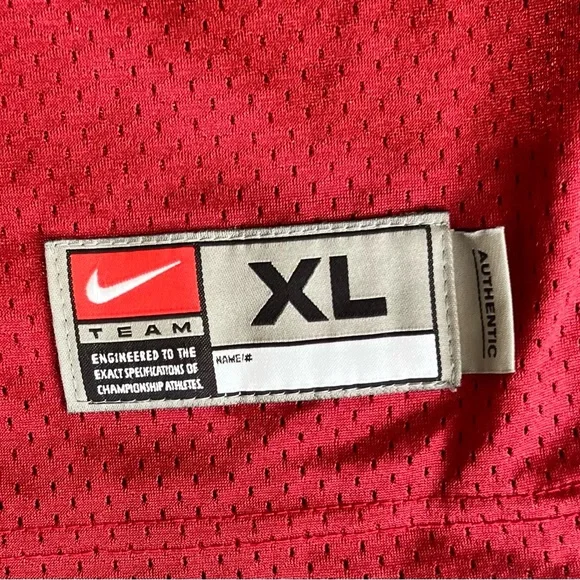 XL
TEAM
ENGINEERED TO THE
EXACT SPECIFICATIONS OF
CHAMPIONSHIP ATHLETES.
NAME/#
AUTHENTIC